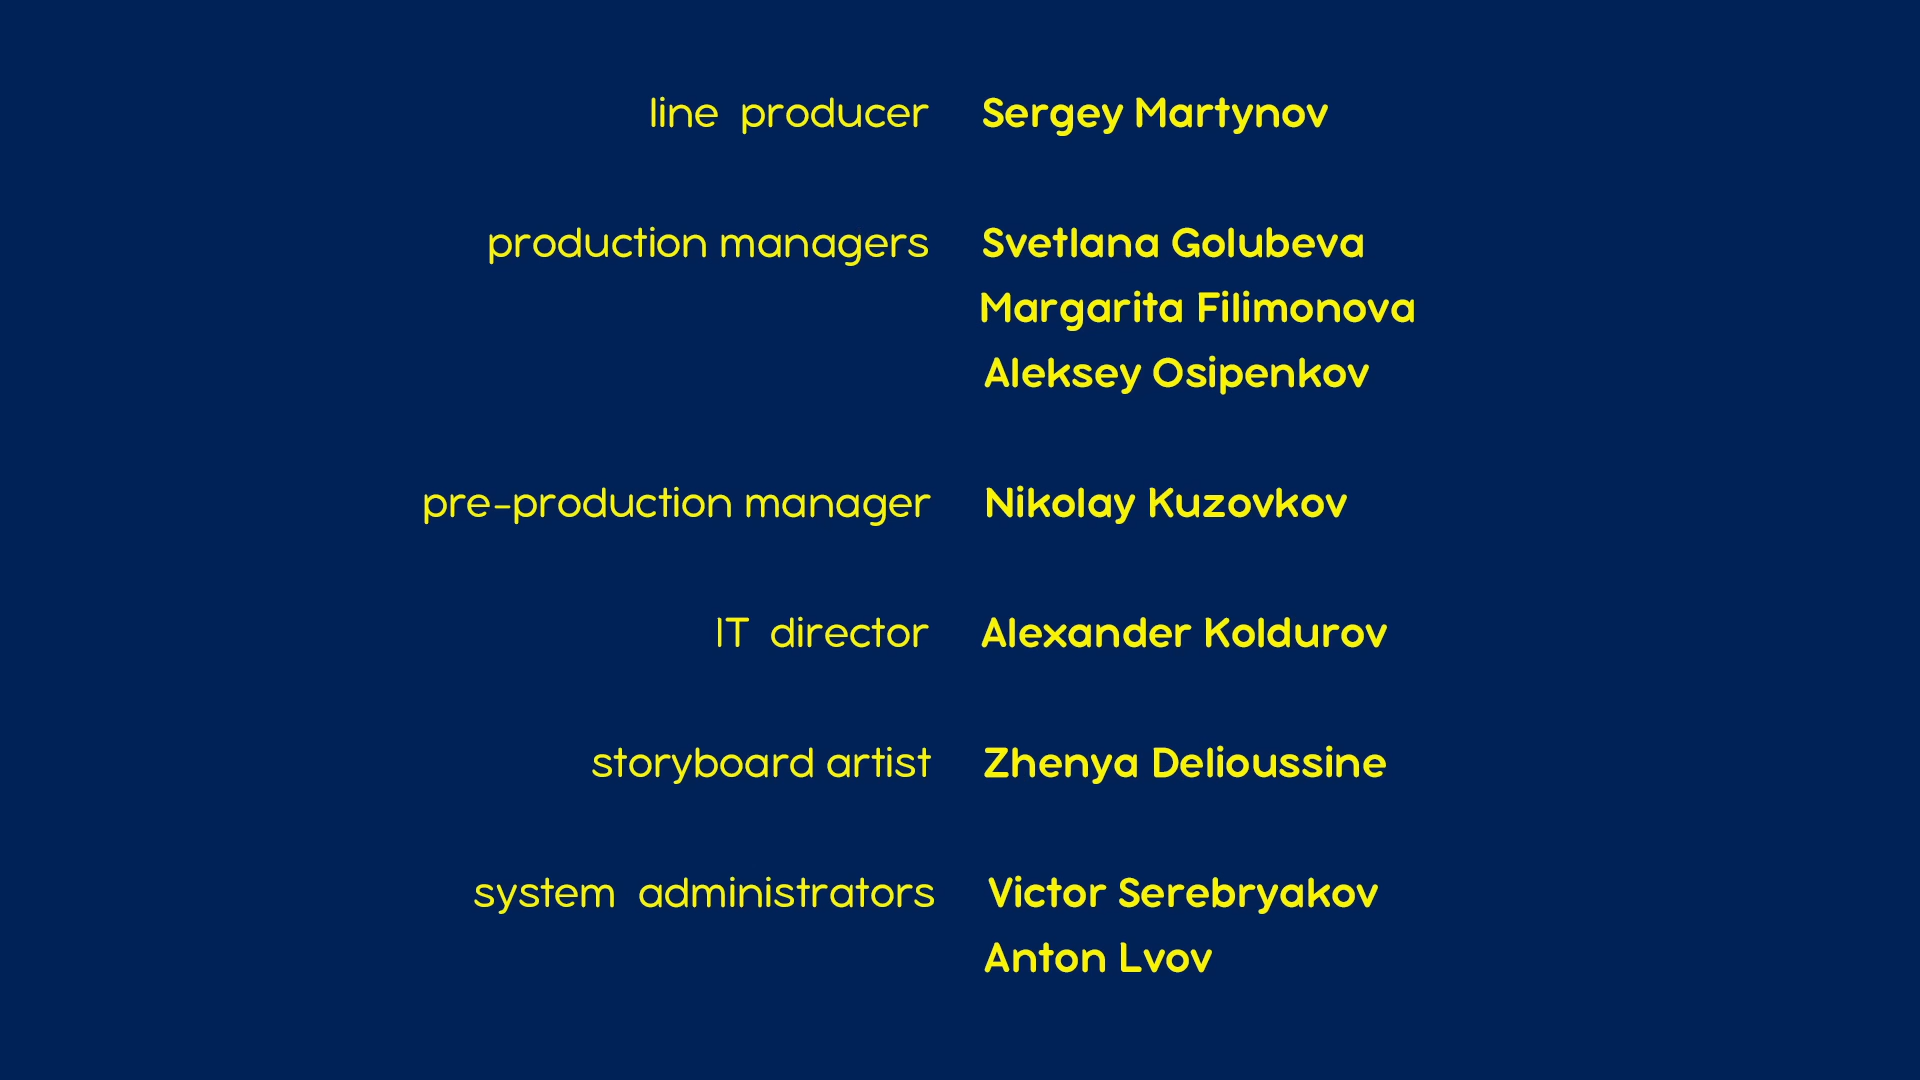 line producer Sergey Martynov
production managers Svetlana Golubeva
Margarita Filimonova
Aleksey Osipenkov
pre-production manager Nikolay Kuzovkov
IT director Alexander Koldurov
storyboard artist Zhenya Delioussine
system administrators Victor Serebryakov
Anton Lvov